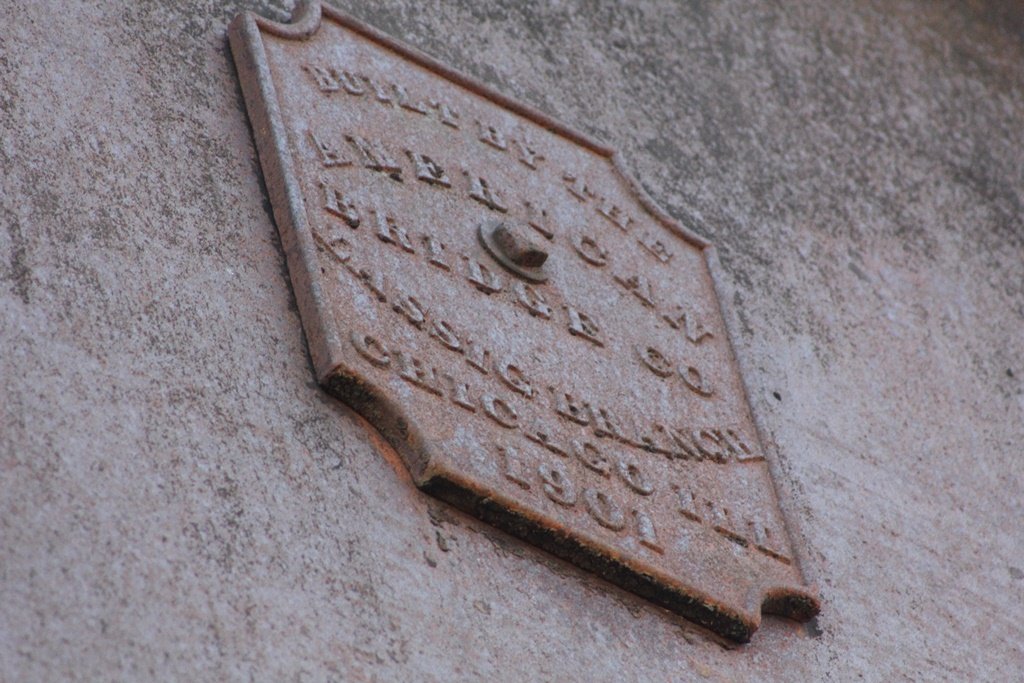 BUILT BY THE
AMERICAN
BRIDGE CO
LASSIG BRANCH
CHICAGO ILL
1901